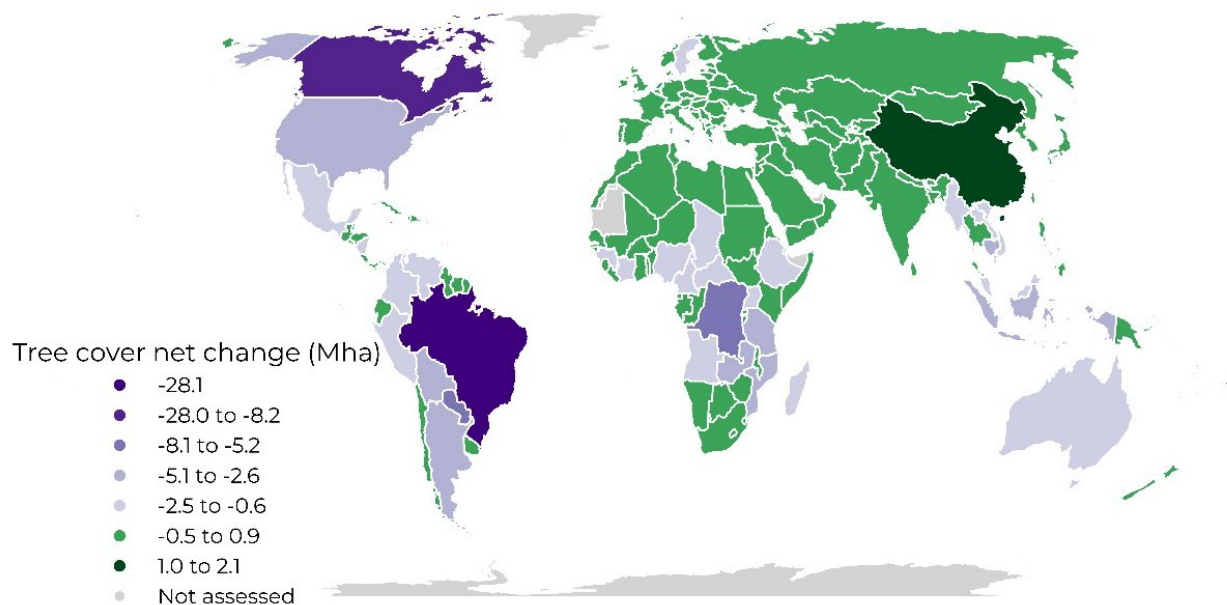 Tree cover net change (Mha)
-28.1
-28.0 to -8.2
-8.1 to -5.2
-5.1 to -2.6
-2.5 to -0.6
-0.5 to 0.9
1.0 to 2.1
Not assessed